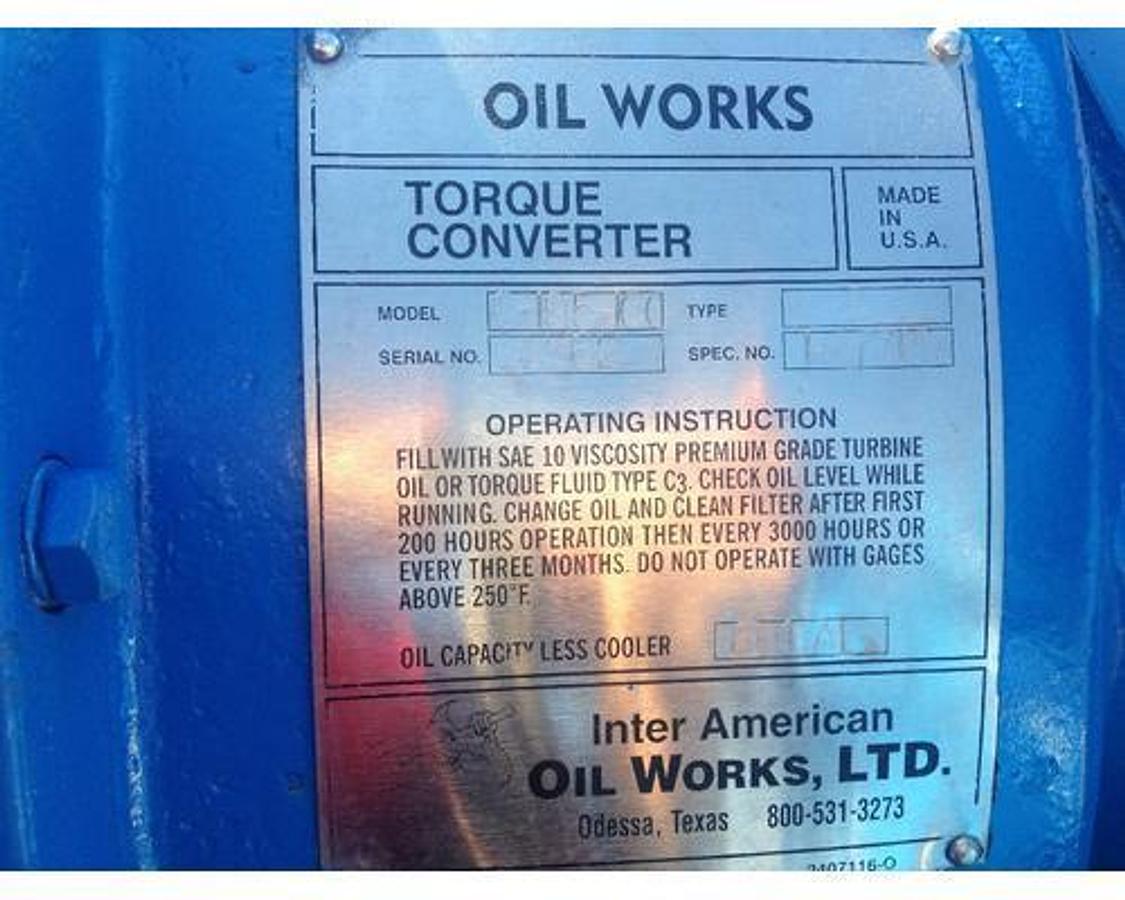 OIL WORKS
TORQUE
CONVERTER
MADE
IN
U.S.A.
MODEL
TYPE
SERIAL NO.
SPEC. NO.
OPERATING INSTRUCTION
FILL WITH SAE 10 VISCOSITY PREMIUM GRADE TURBINE
OIL OR TORQUE FLUID TYPE C3. CHECK OIL LEVEL WHILE
RUNNING. CHANGE OIL AND CLEAN FILTER AFTER FIRST
200 HOURS OPERATION THEN EVERY 3000 HOURS OR
EVERY THREE MONTHS. DO NOT OPERATE WITH GAGES
ABOVE 250°F.
OIL CAPACITY LESS COOLER
Inter American
OIL WORKS, LTD.
Odessa, Texas 800-531-3273